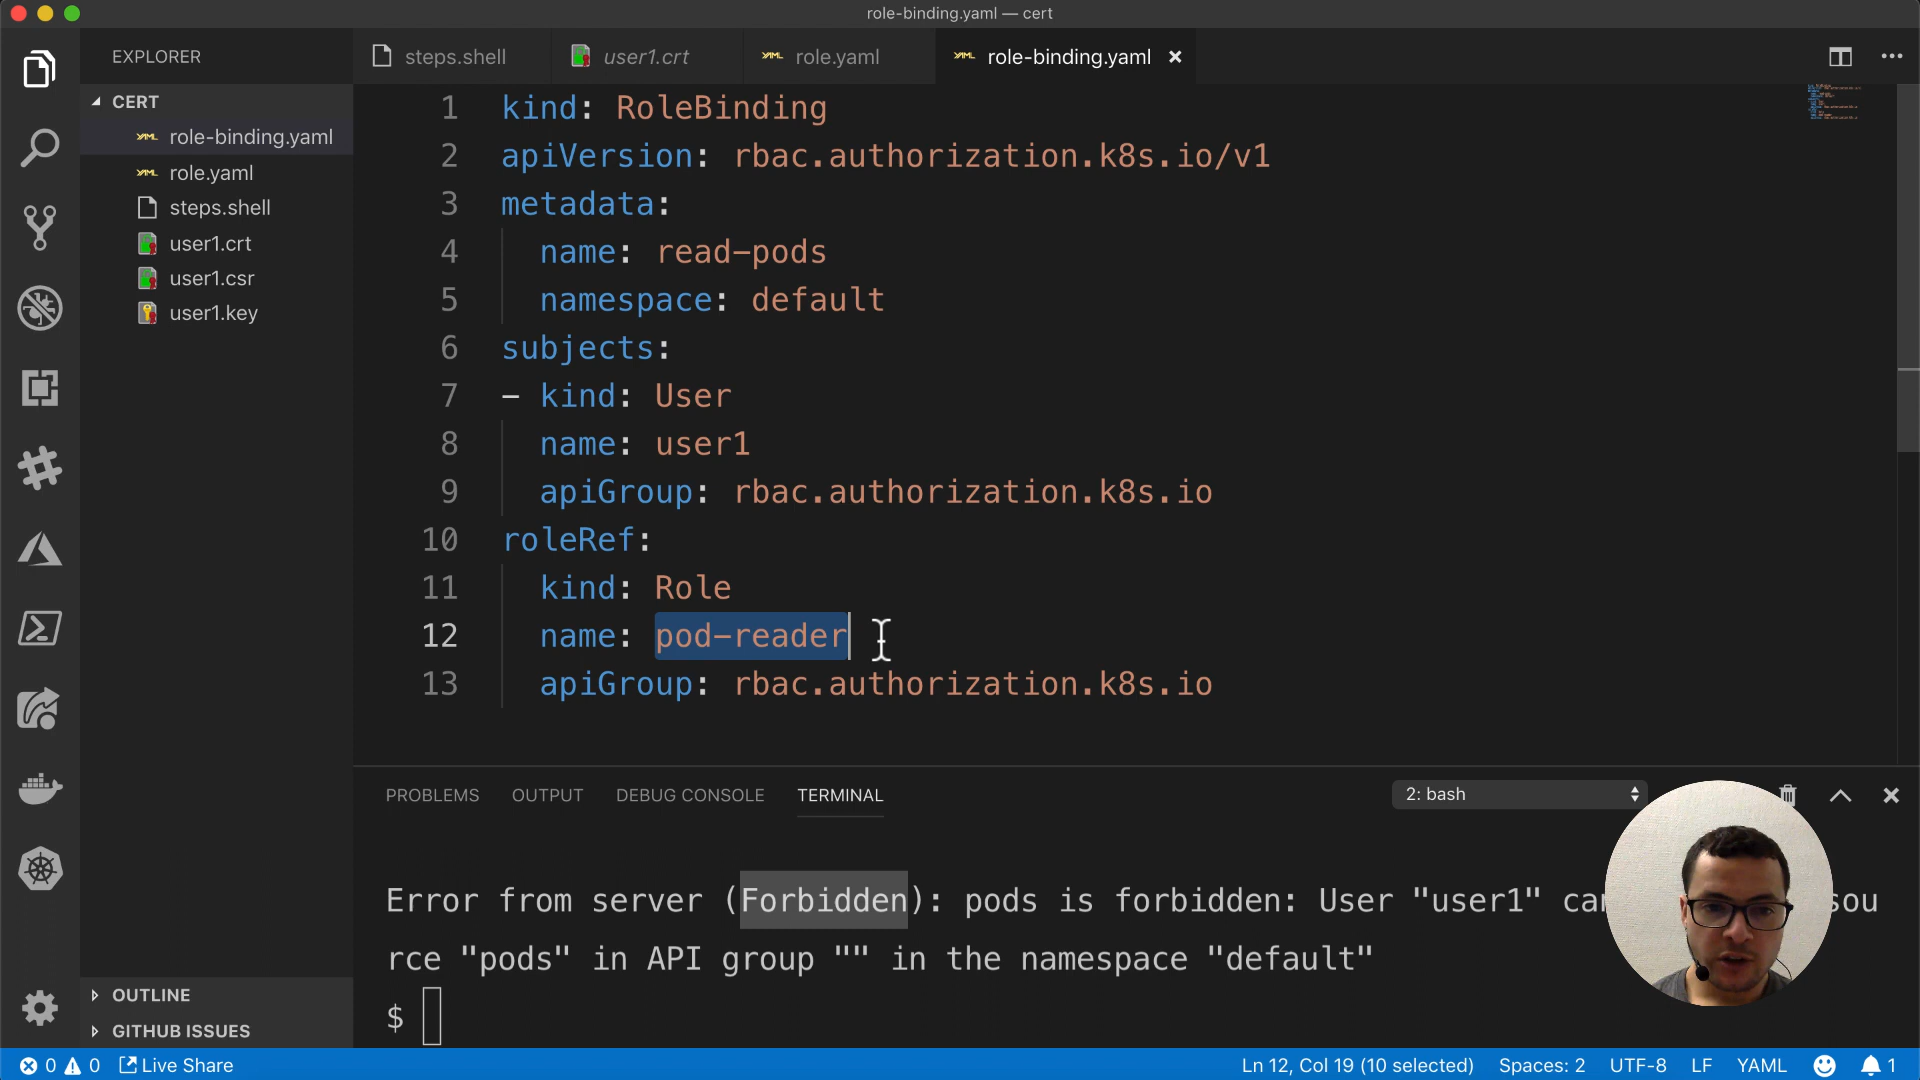 role-binding.yaml — cert
EXPLORER
steps.shell
user1.crt
role.yaml
role-binding.yaml
CERT
role-binding.yaml
role.yaml
steps.shell
user1.crt
user1.csr
user1.key
OUTLINE
GITHUB ISSUES
1 kind: RoleBinding
2 apiVersion: rbac.authorization.k8s.io/v1
3 metadata:
4 name: read-pods
5 namespace: default
6 subjects:
7 - kind: User
8 name: user1
9 apiGroup: rbac.authorization.k8s.io
10 roleRef:
11 kind: Role
12 name: pod-reader
13 apiGroup: rbac.authorization.k8s.io
PROBLEMS OUTPUT DEBUG CONSOLE TERMINAL 2: bash
Error from server (Forbidden): pods is forbidden: User "user1" ca sou
rce "pods" in API group "" in the namespace "default"
$
0 0 Live Share Ln 12, Col 19 (10 selected) Spaces: 2 UTF-8 LF YAML 1